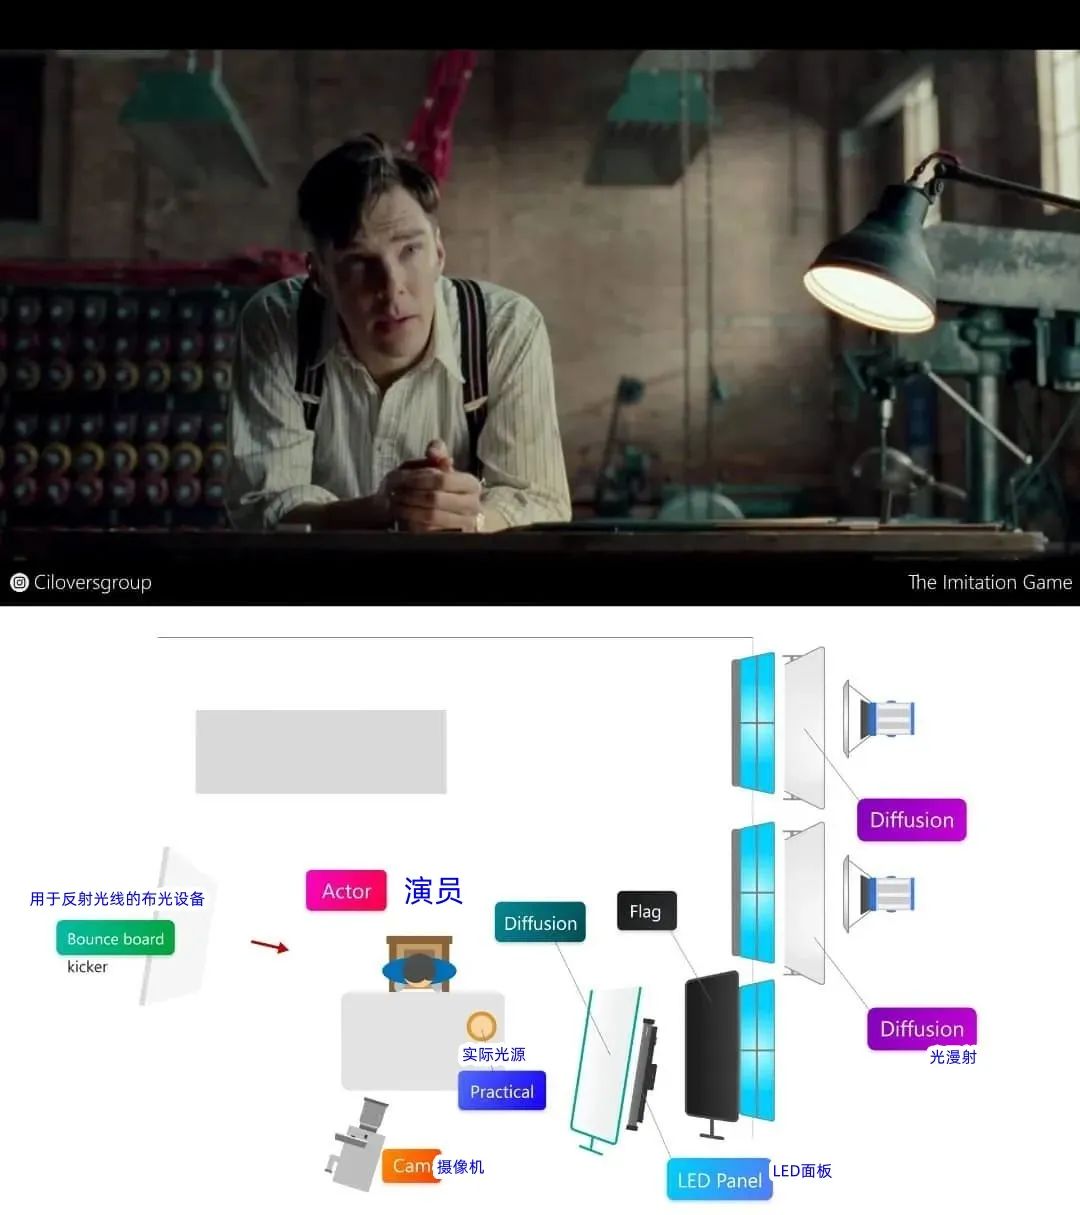 Ciloversgroup
The Imitation Game
Diffusion
用于反射光线的布光设备
Actor
演员
Bounce board
kicker
Diffusion
Flag
Diffusion
光漫射
实际光源
Practical
Cam
摄像机
LED Panel
LED面板